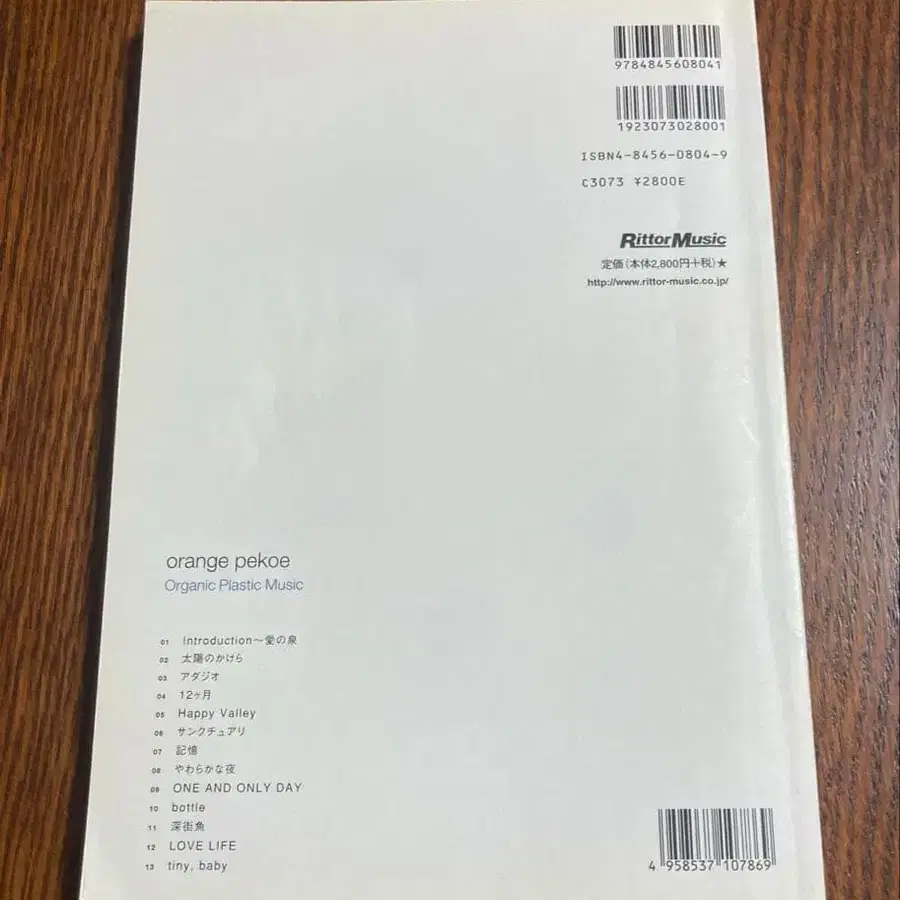 9784845608041
1923073028001
ISBN4-8456-0804-9
C3073 ¥2800E
RittorMusic
定価(本体2,800円+税)★
http://www.rittor-music.co.jp/
orange pekoe
Organic Plastic Music
01 Introduction〜愛の泉
02 太陽のかけら
03 アダジオ
04 12ヶ月
05 Happy Valley
06 サンクチュアリ
07 記憶
08 やわらかな夜
09 ONE AND ONLY DAY
10 bottle
11 深街魚
12 LOVE LIFE
13 tiny, baby
4 958537 107869